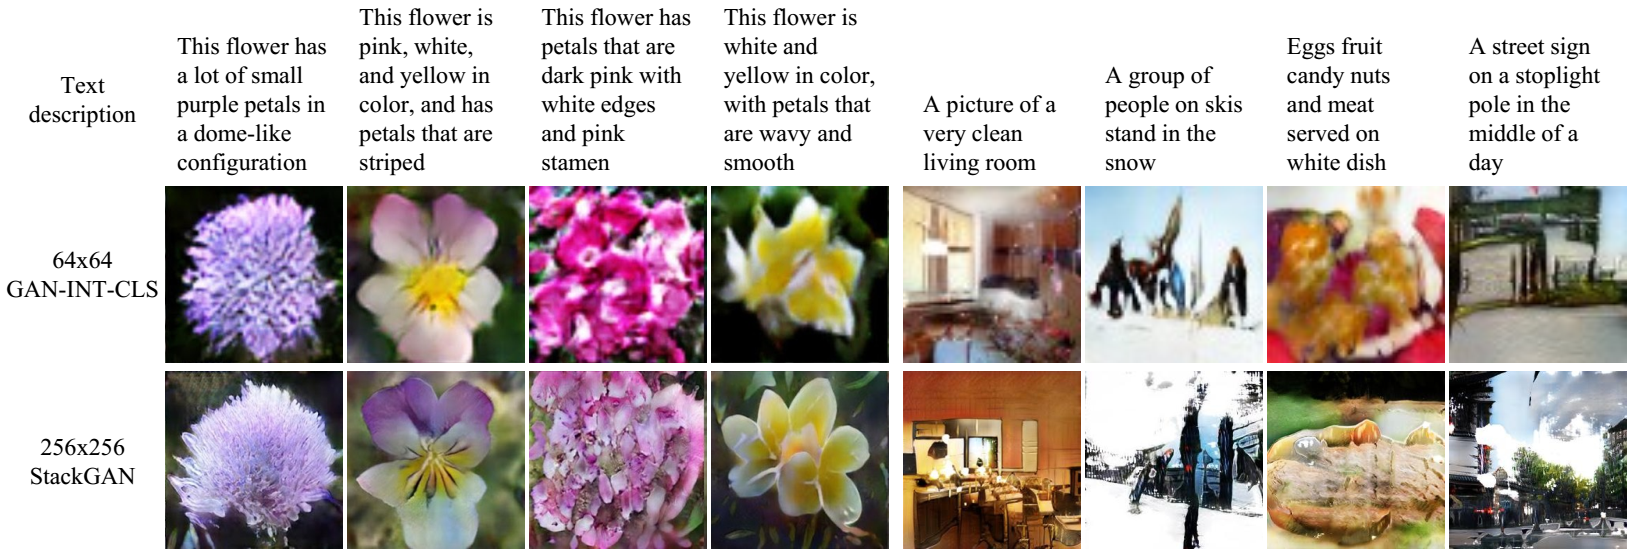 Text
description
This flower has
a lot of small
purple petals in
a dome-like
configuration
This flower is
pink, white,
and yellow in
color, and has
petals that are
striped
This flower has
petals that are
dark pink with
white edges
and pink
stamen
This flower is
white and
yellow in color,
with petals that
are wavy and
smooth
A picture of a
very clean
living room
A group of
people on skis
stand in the
snow
Eggs fruit
candy nuts
and meat
served on
white dish
A street sign
on a stoplight
pole in the
middle of a
day
64x64
GAN-INT-CLS
256x256
StackGAN